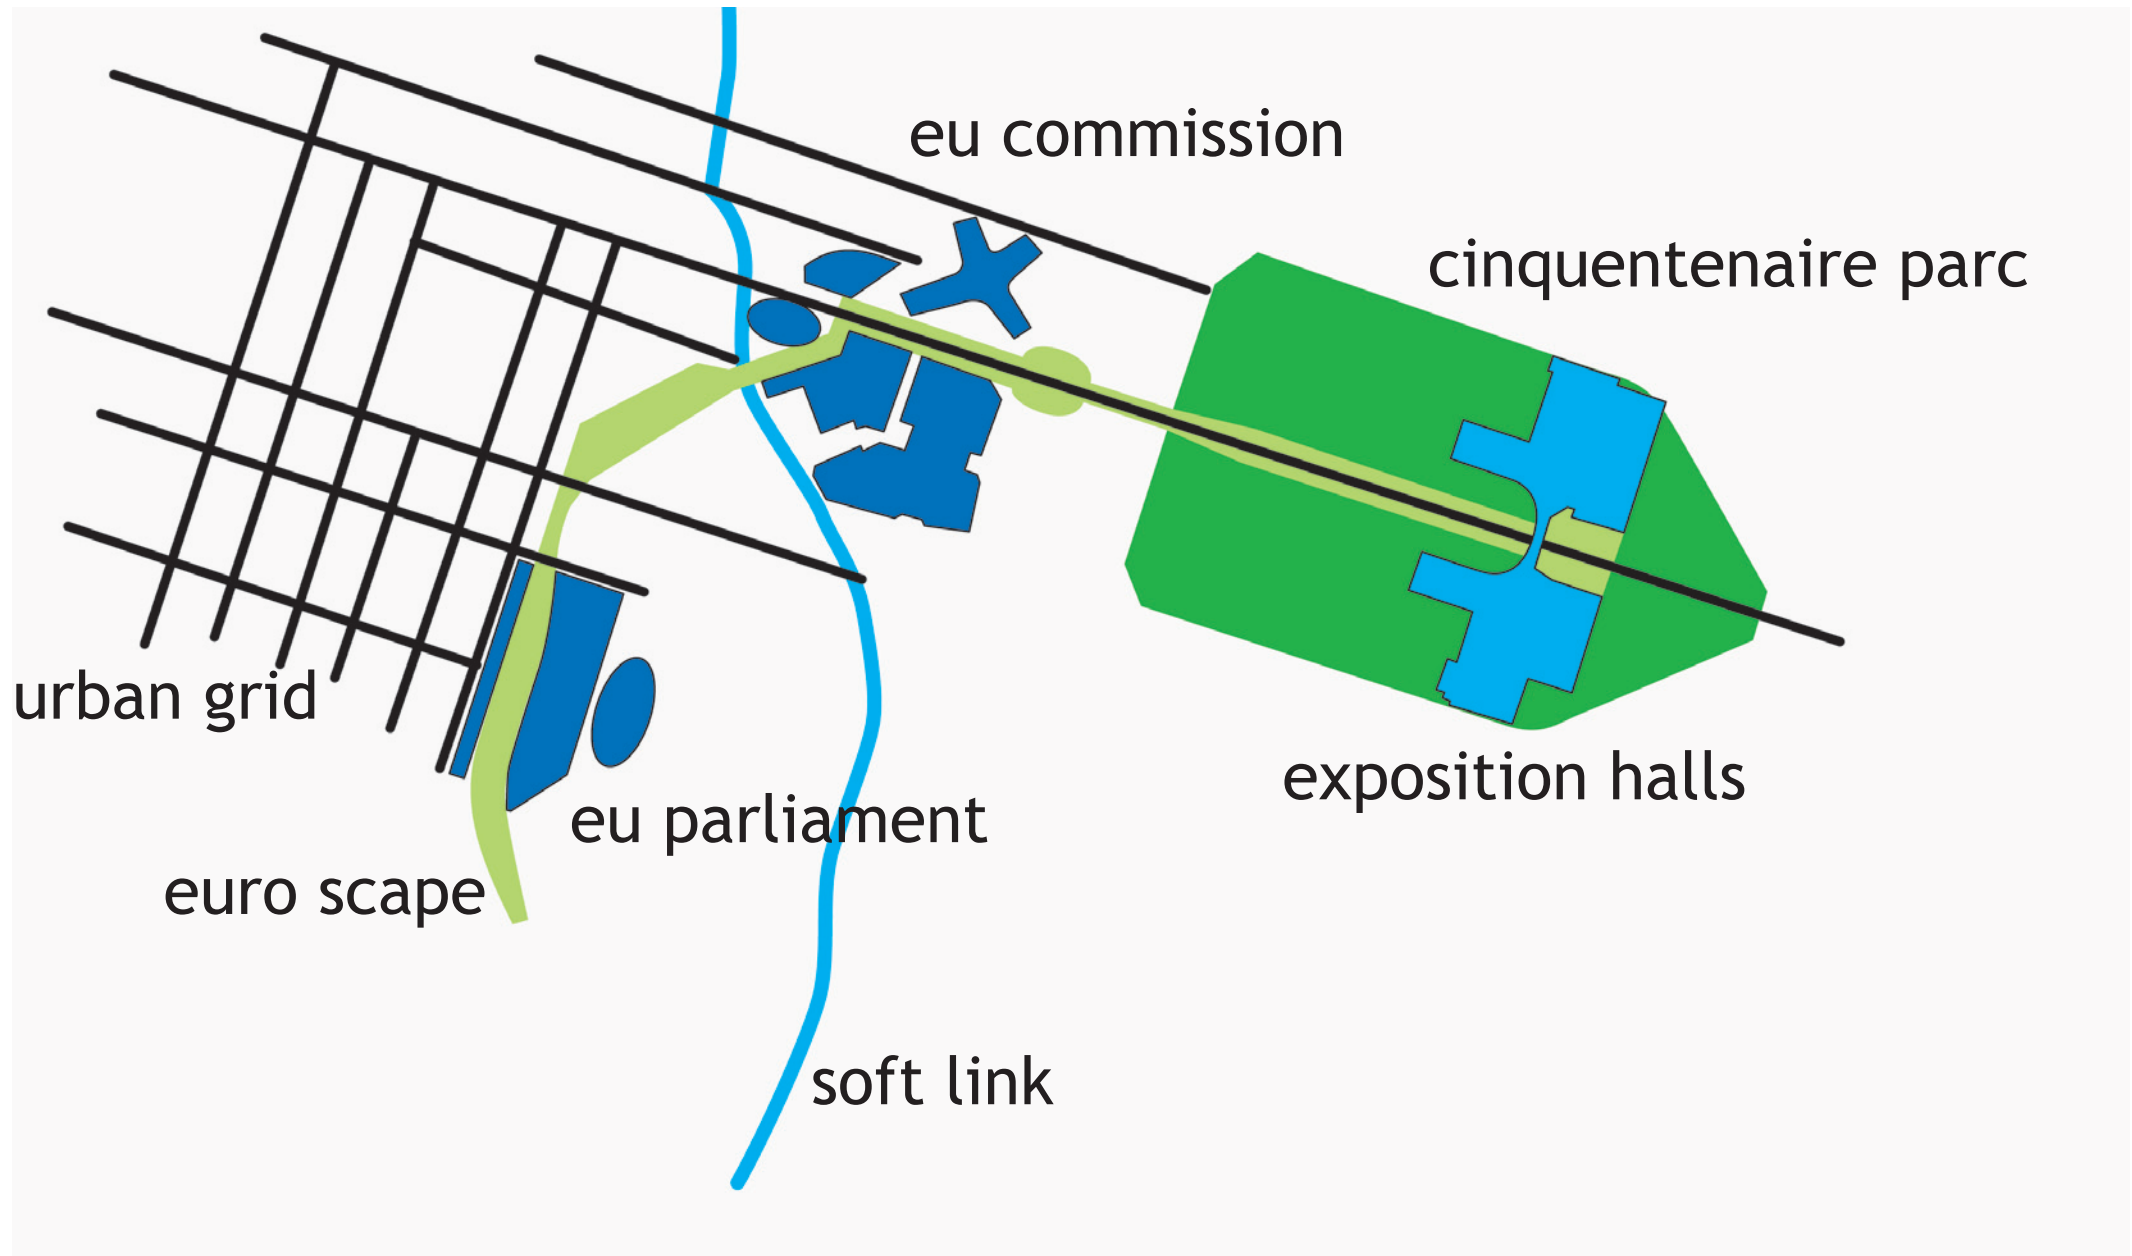 eu commission
cinquentenaire parc
urban grid
exposition halls
eu parliament
euro scape
soft link